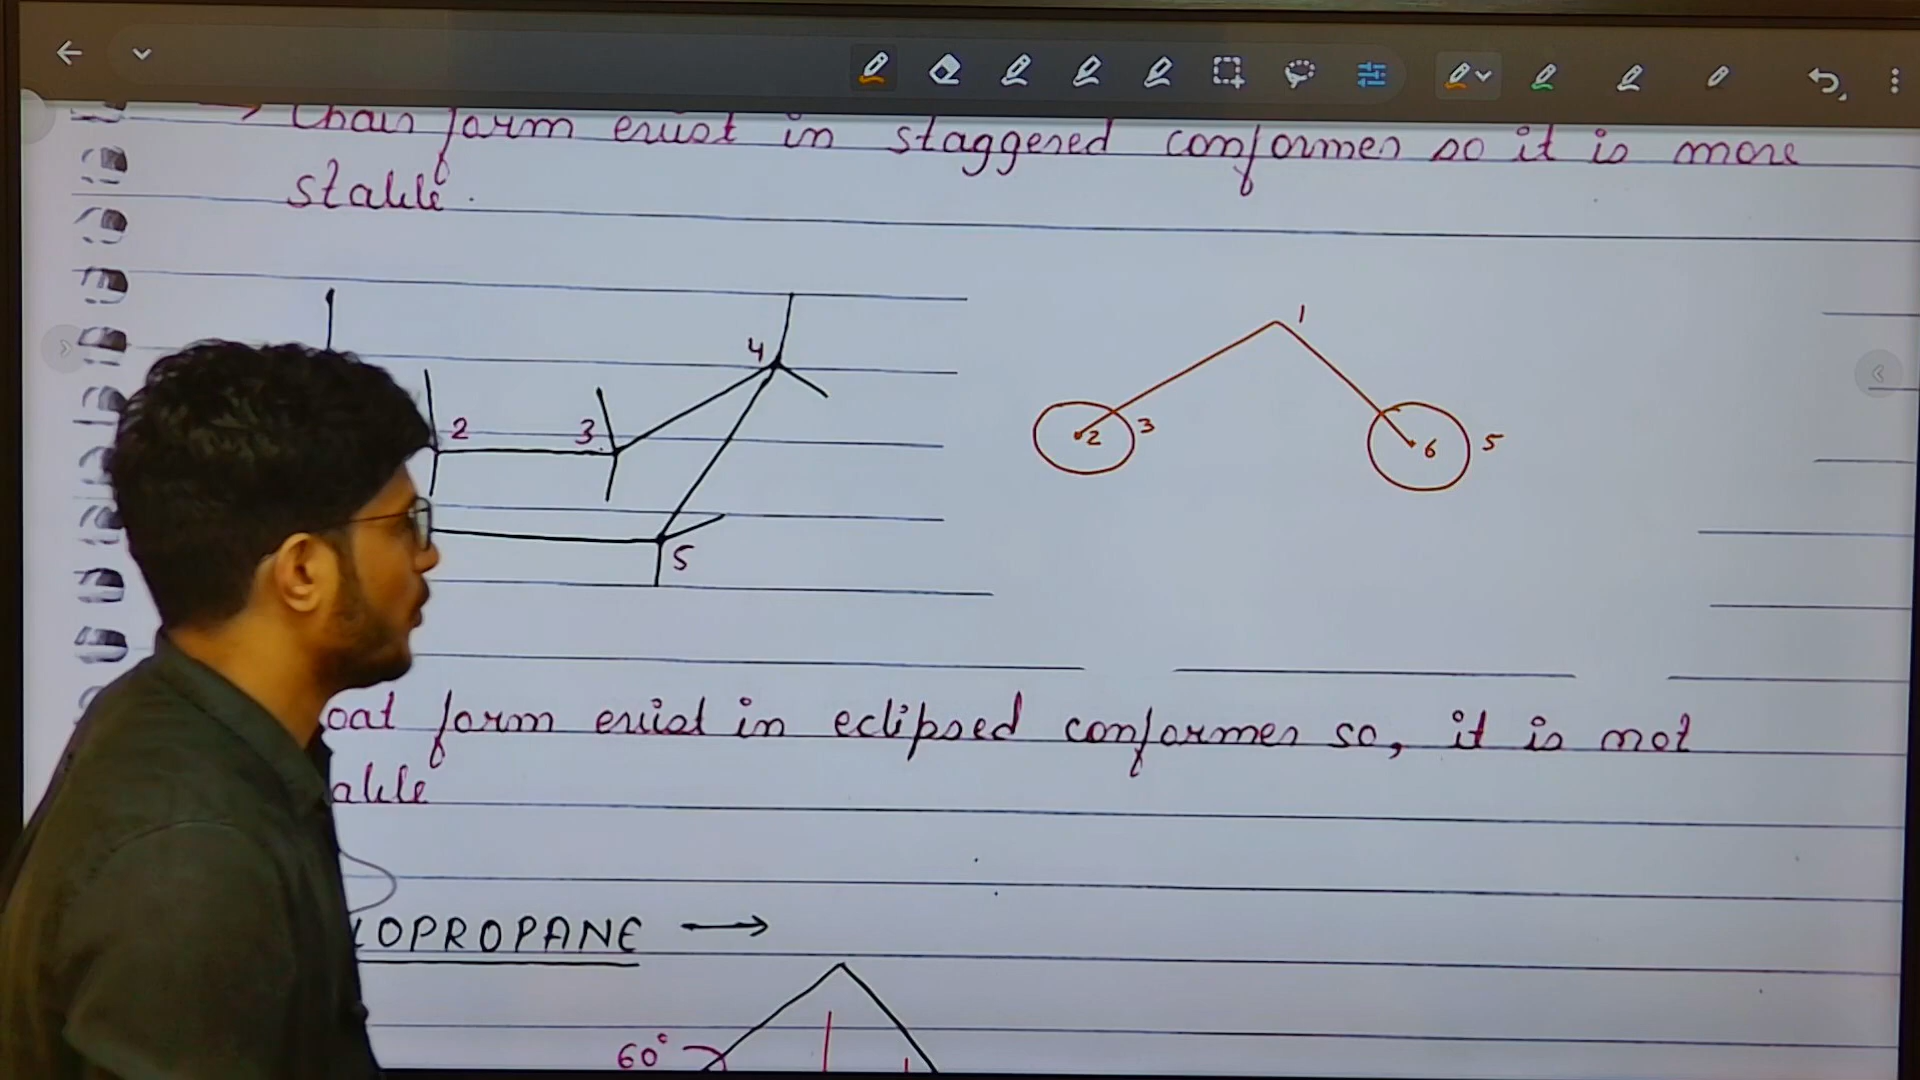 → Chair form exist in staggered conformer so it is more
stable.
4
1
2
3
2
3
6
5
5
oat form exist in eclipsed conformer so, it is not
able
LOPROPANE →
60°